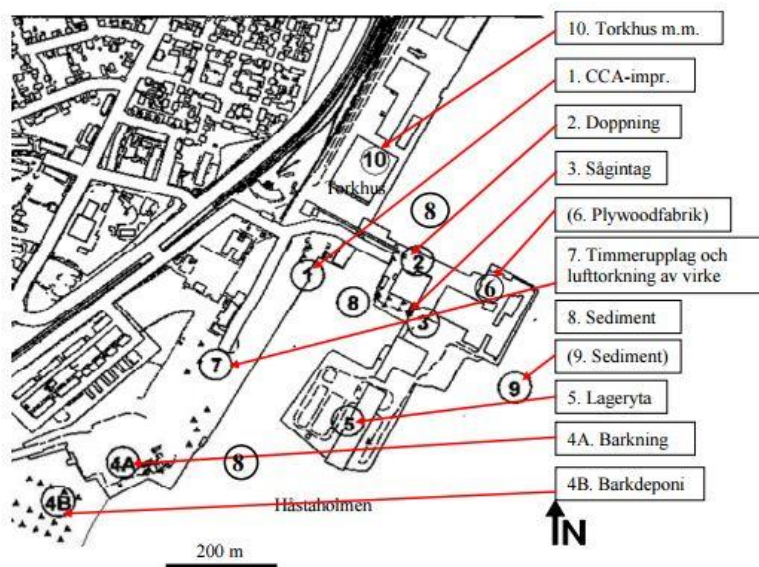 10. Torkhus m.m.
1. CCA-impr.
2. Doppning
3. Sågintag
(6. Plywoodfabrik)
7. Timmerupplag och
lufttorkning av virke
8. Sediment
(9. Sediment)
5. Lageryta
4A. Barkning
4B. Barkdeponi
10
Torkhus
8
2
1
6
8
3
7
9
5
4A
8
4B
Håstaholmen
N
200 m